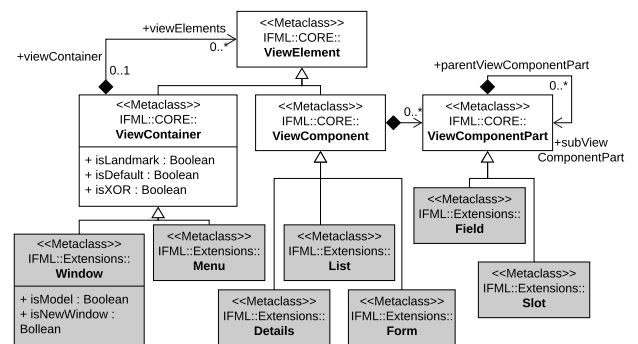 <<Metaclass>>
IFML::CORE::
ViewElement
+viewElements
0..*
+viewContainer
0..1
<<Metaclass>>
IFML::CORE::
ViewContainer
+ isLandmark : Boolean
+ isDefault : Boolean
+ isXOR : Boolean
<<Metaclass>>
IFML::CORE::
ViewComponent
0..*
<<Metaclass>>
IFML::CORE::
ViewComponentPart
+parentViewComponentPart
0..*
+subView
ComponentPart
<<Metaclass>>
IFML::Extensions::
Window
+ isModel : Boolean
+ isNewWindow :
Bollean
<<Metaclass>>
IFML::Extensions::
Menu
<<Metaclass>>
IFML::Extensions::
List
<<Metaclass>>
IFML::Extensions::
Details
<<Metaclass>>
IFML::Extensions::
Form
<<Metaclass>>
IFML::Extensions::
Field
<<Metaclass>>
IFML::Extensions::
Slot